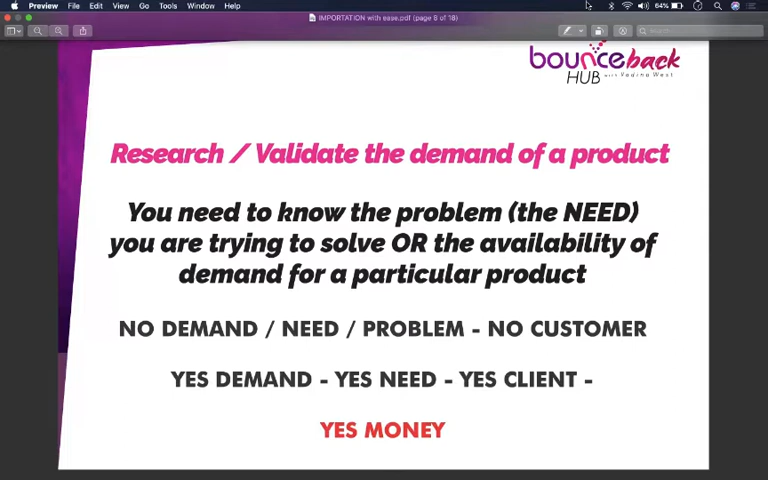 Preview File Edit View Go Tools Window Help
64%
IMPORTATION with ease.pdf (page 8 of 18)
Search
bounceback
HUB with Vadina West
Research / Validate the demand of a product
You need to know the problem (the NEED)
you are trying to solve OR the availability of
demand for a particular product
NO DEMAND / NEED / PROBLEM - NO CUSTOMER
YES DEMAND - YES NEED - YES CLIENT -
YES MONEY